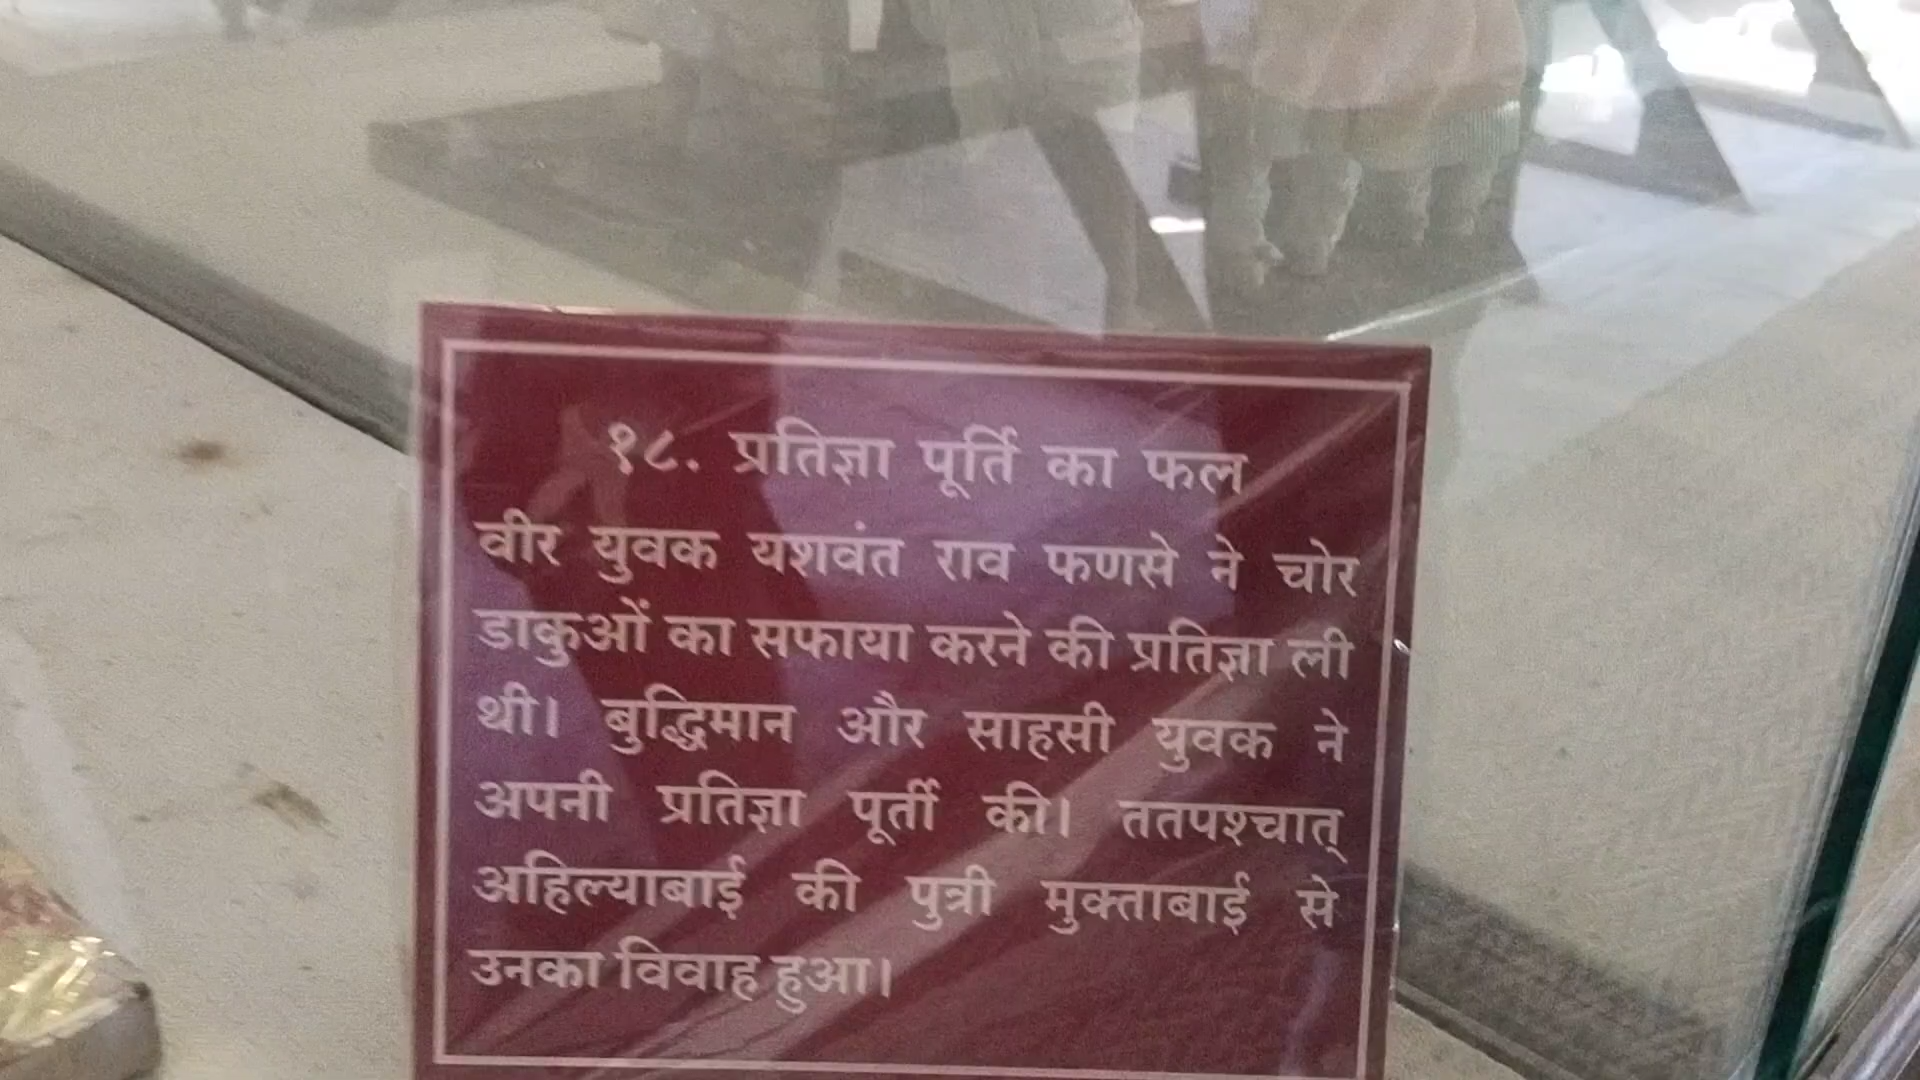 १८. प्रतिज्ञा पूर्ति का फल
वीर युवक यशवंत राव फणसे ने चोर
डाकुओं का सफाया करने की प्रतिज्ञा ली
थी। बुद्धिमान और साहसी युवक ने
अपनी प्रतिज्ञा पूर्ती की। ततपश्चात्
अहिल्याबाई की पुत्री मुक्ताबाई से
उनका विवाह हुआ।